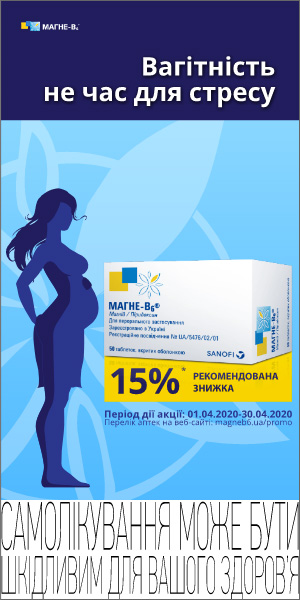 МАГНЕ-В₆
Вагітність
не час для стресу
МАГНЕ-В₆®
Магній / Піридоксин
Для перорального застосування
Зареєстровано в Україні
Реєстраційне посвідчення № UA/5476/02/01
50 таблеток, вкритих оболонкою
SANOFI
МАГНЕ-В₆®
15%*
РЕКОМЕНДОВАНА
ЗНИЖКА
Період дії акції: 01.04.2020-30.04.2020
Перелік аптек на веб-сайті: magneb6.ua/promo
САМОЛІКУВАННЯ МОЖЕ БУТИ
ШКІДЛИВИМ ДЛЯ ВАШОГО ЗДОРОВ'Я